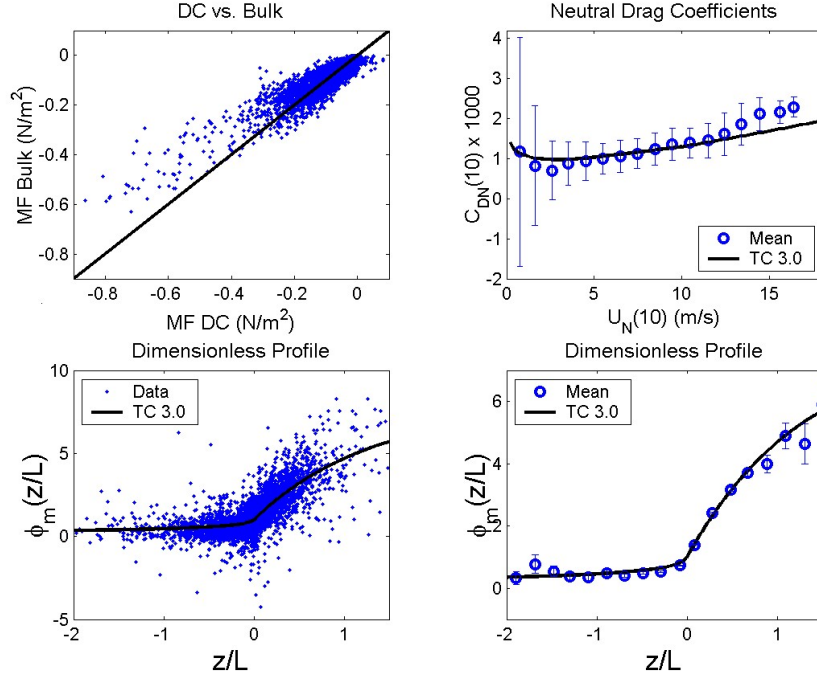 DC vs. Bulk
0
-0.2
-0.4
-0.6
-0.8
MF Bulk (N/m²)
-0.8 -0.6 -0.4 -0.2 0
MF DC (N/m²)
Neutral Drag Coefficients
4
3
2
1
0
-1
-2
C_DN(10) x 1000
Mean
TC 3.0
0 5 10 15
U_N(10) (m/s)
Dimensionless Profile
10
5
0
-5
ϕ_m(z/L)
Data
TC 3.0
-2 -1 0 1
z/L
Dimensionless Profile
6
4
2
0
ϕ_m(z/L)
Mean
TC 3.0
-2 -1 0 1
z/L